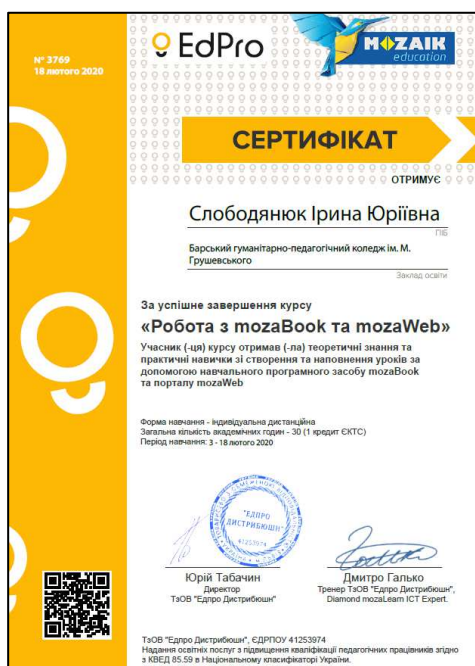 № 3769
18 лютого 2020
EdPro
MOZAIK
education
СЕРТИФІКАТ
ОТРИМУЄ
Слободянюк Ірина Юріївна
ПІБ
Барський гуманітарно-педагогічний коледж ім. М.
Грушевського
Заклад освіти
За успішне завершення курсу
«Робота з mozaBook та mozaWeb»
Учасник (-ця) курсу отримав (-ла) теоретичні знання та
практичні навички зі створення та наповнення уроків за
допомогою навчального програмного засобу mozaBook
та порталу mozaWeb
Форма навчання - індивідуальна дистанційна
Загальна кількість академічних годин - 30 (1 кредит ЄКТС)
Період навчання: 3 - 18 лютого 2020
"ЕДПРО
ДИСТРИБЮШН"
41253974
Юрій Табачин
Директор
ТзОВ "Едпро Дистрибюшн"
Дмитро Галько
Тренер ТзОВ "Едпро Дистрибюшн",
Diamond mozaLearn ICT Expert.
ТзОВ "Едпро Дистрибюшн", ЄДРПОУ 41253974
Надання освітніх послуг з підвищення кваліфікації педагогічних працівників згідно
з КВЕД 85.59 в Національному класифікаторі України.